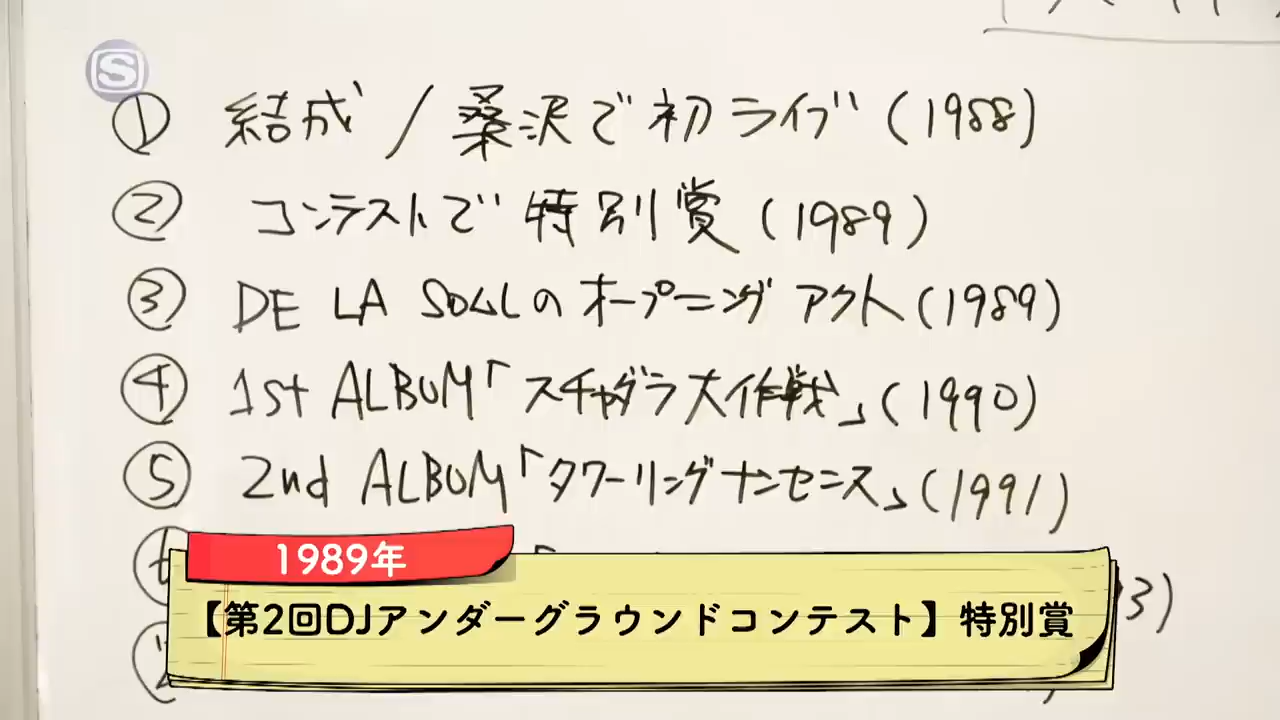 S
① 結成/桑沢で初ライブ(1988)
② コンテストで特別賞(1989)
③ DE LA SOULのオープニングアクト(1989)
④ 1st ALBUM「スチャダラ大作戦」(1990)
⑤ 2nd ALBUM「タワーリングナンセンス」(1991)
1989年
【第2回DJアンダーグラウンドコンテスト】特別賞
3)